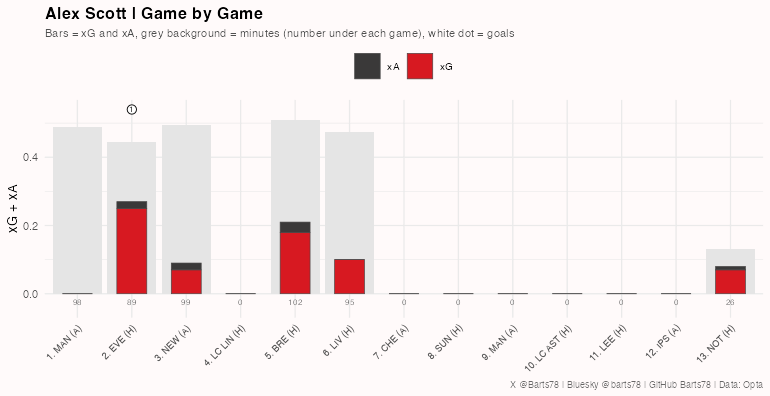 Alex Scott | Game by Game
Bars = xG and xA, grey background = minutes (number under each game), white dot = goals
xA xG
1
xG + xA
0.4
0.2
0.0
98 89 99 0 102 95 0 0 0 0 0 0 26
1. MAN (A) 2. EVE (H) 3. NEW (A) 4. LC LIN (H) 5. BRE (H) 6. LIV (H) 7. CHE (A) 8. SUN (H) 9. MAN (A) 10. LC AST (H) 11. LEE (H) 12. IPS (A) 13. NOT (H)
X @Barts78 | Bluesky @barts78 | GitHub Barts78 | Data: Opta